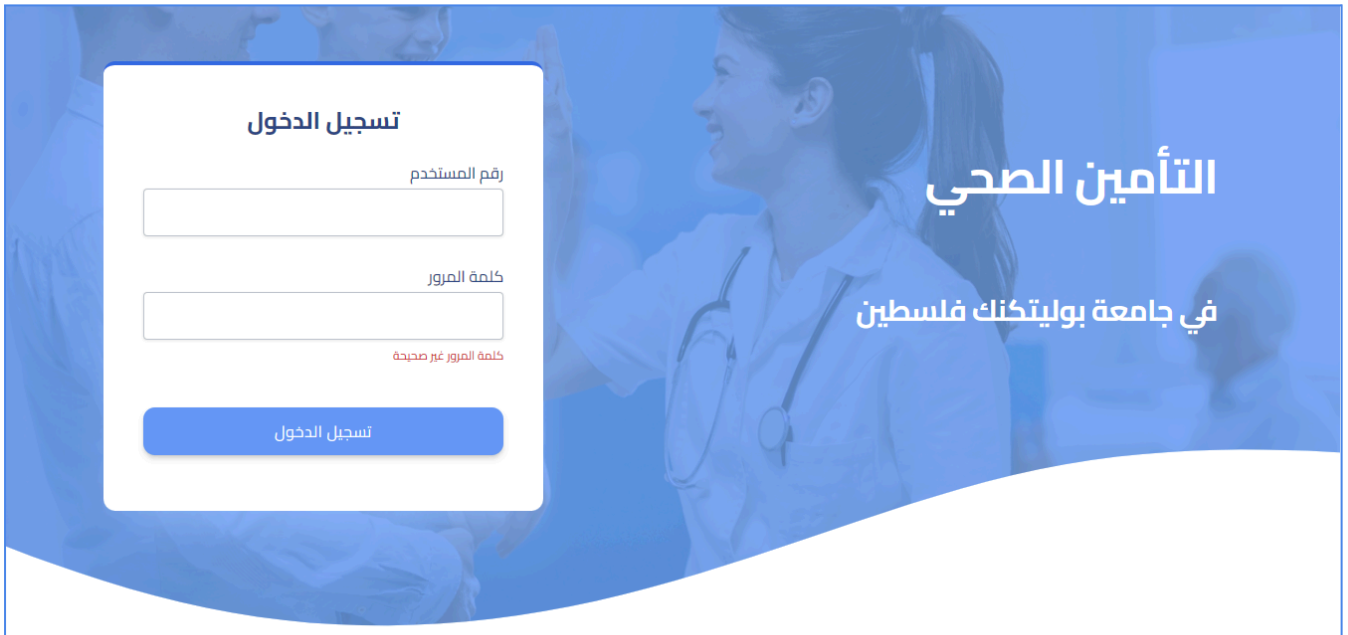 التأمين الصحي
في جامعة بوليتكنك فلسطين
تسجيل الدخول
رقم المستخدم
كلمة المرور
كلمة المرور غير صحيحة
تسجيل الدخول